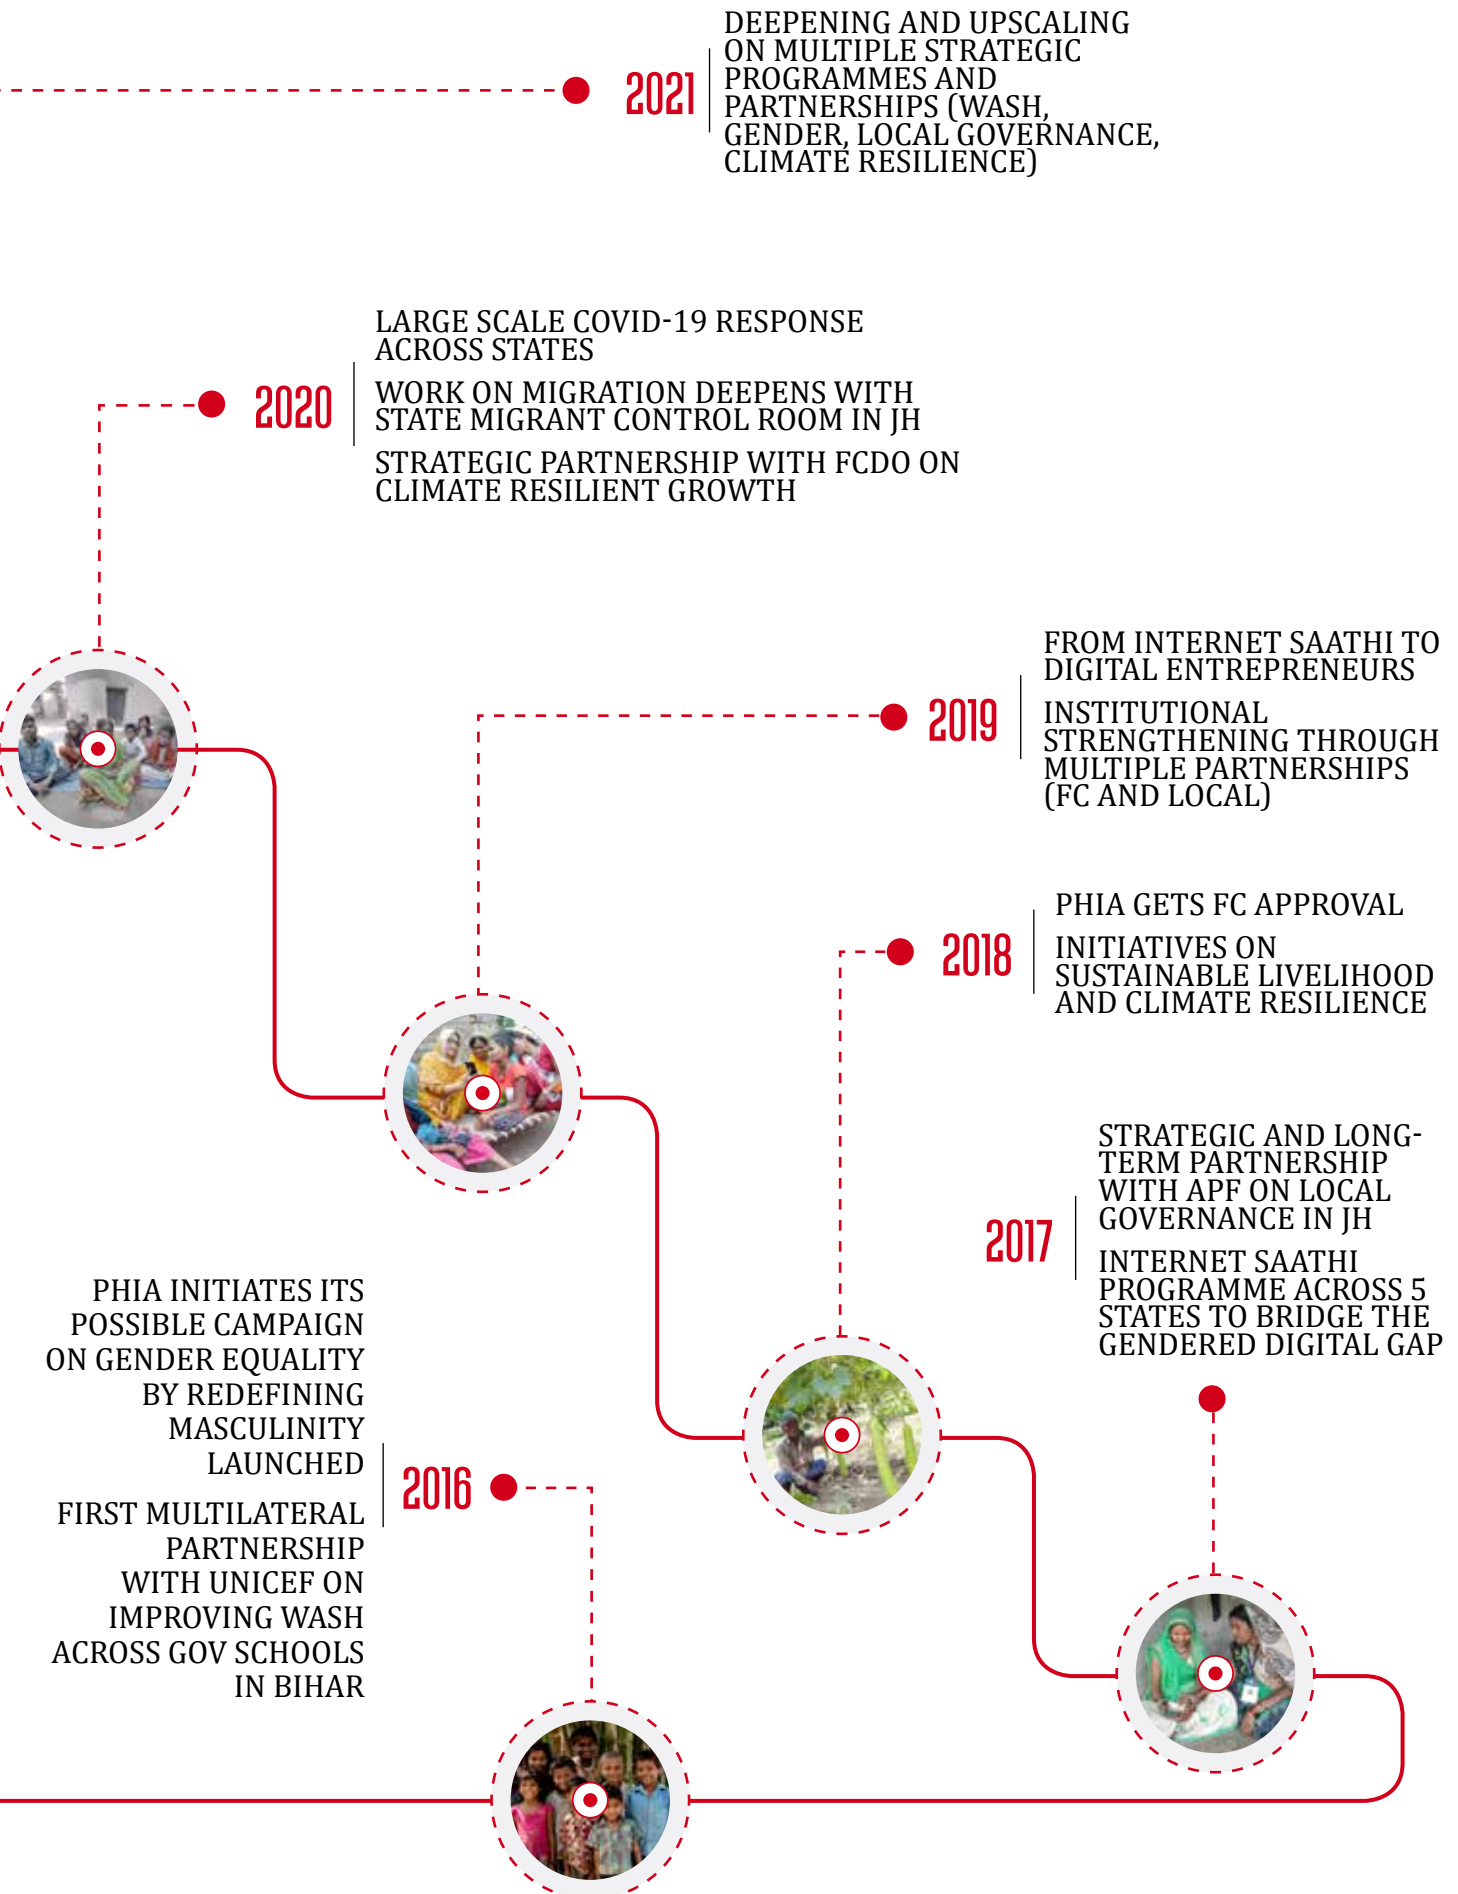 2021
DEEPENING AND UPSCALING
ON MULTIPLE STRATEGIC
PROGRAMMES AND
PARTNERSHIPS (WASH,
GENDER, LOCAL GOVERNANCE,
CLIMATE RESILIENCE)
2020
LARGE SCALE COVID-19 RESPONSE
ACROSS STATES
WORK ON MIGRATION DEEPENS WITH
STATE MIGRANT CONTROL ROOM IN JH
STRATEGIC PARTNERSHIP WITH FCDO ON
CLIMATE RESILIENT GROWTH
2019
FROM INTERNET SAATHI TO
DIGITAL ENTREPRENEURS
INSTITUTIONAL
STRENGTHENING THROUGH
MULTIPLE PARTNERSHIPS
(FC AND LOCAL)
2018
PHIA GETS FC APPROVAL
INITIATIVES ON
SUSTAINABLE LIVELIHOOD
AND CLIMATE RESILIENCE
2017
STRATEGIC AND LONG-
TERM PARTNERSHIP
WITH APF ON LOCAL
GOVERNANCE IN JH
INTERNET SAATHI
PROGRAMME ACROSS 5
STATES TO BRIDGE THE
GENDERED DIGITAL GAP
PHIA INITIATES ITS
POSSIBLE CAMPAIGN
ON GENDER EQUALITY
BY REDEFINING
MASCULINITY
LAUNCHED
FIRST MULTILATERAL
PARTNERSHIP
WITH UNICEF ON
IMPROVING WASH
ACROSS GOV SCHOOLS
IN BIHAR
2016